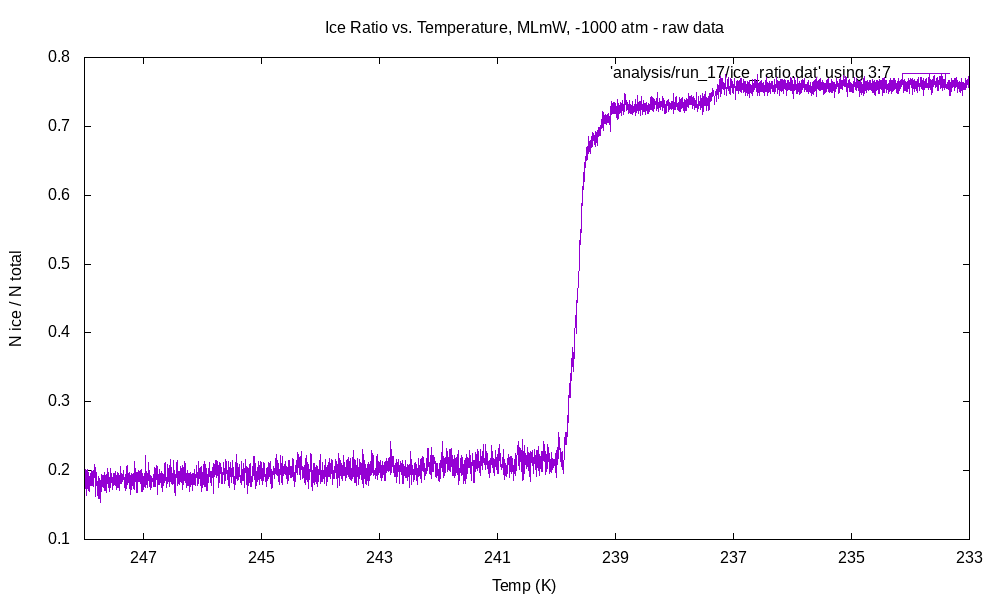 Ice Ratio vs. Temperature, MLmW, -1000 atm - raw data
'analysis/run_17/ice_ratio.dat' using 3:7
0.8
0.7
0.6
0.5
0.4
0.3
0.2
0.1
N ice / N total
247 245 243 241 239 237 235 233
Temp (K)